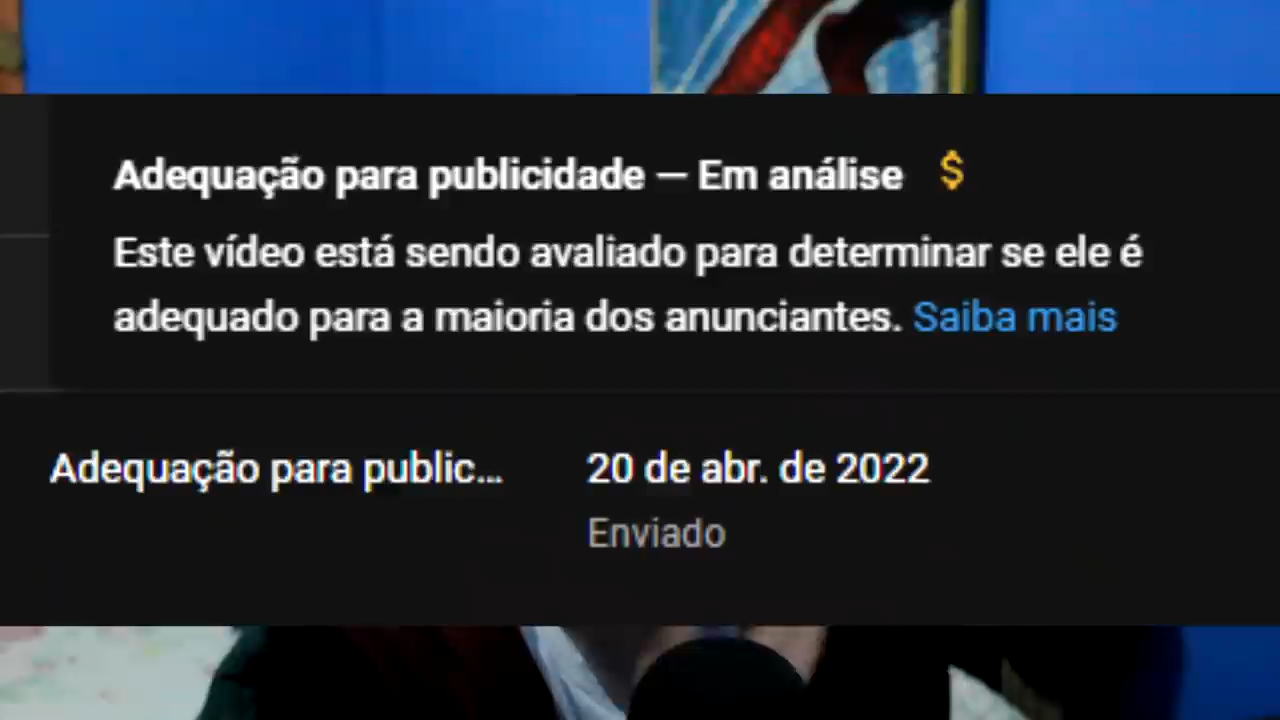 Adequação para publicidade — Em análise $
Este vídeo está sendo avaliado para determinar se ele é
adequado para a maioria dos anunciantes. Saiba mais
Adequação para public... 20 de abr. de 2022
Enviado